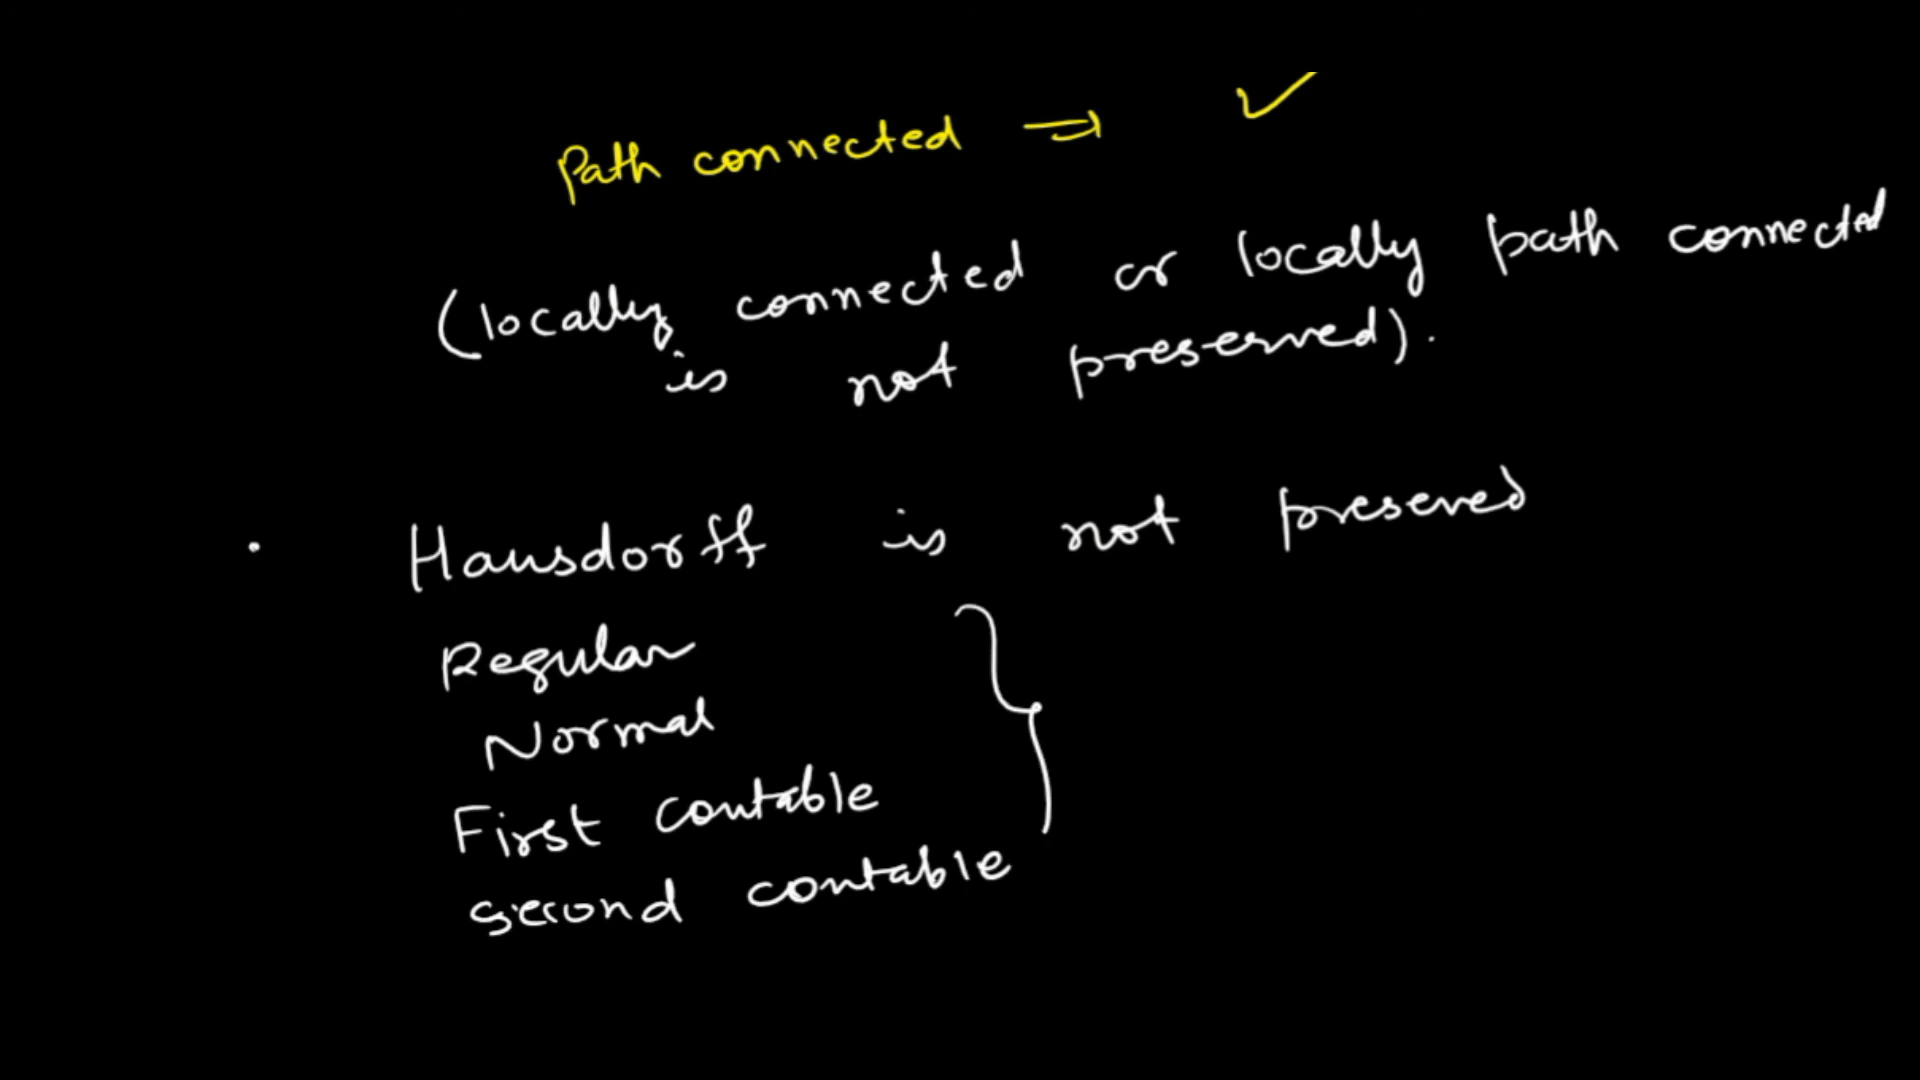 Path connected ⇒ ✓
(locally connected or locally path connected
is not preserved).
. Hausdorff is not preserved
Regular
Normal
First contable
second contable